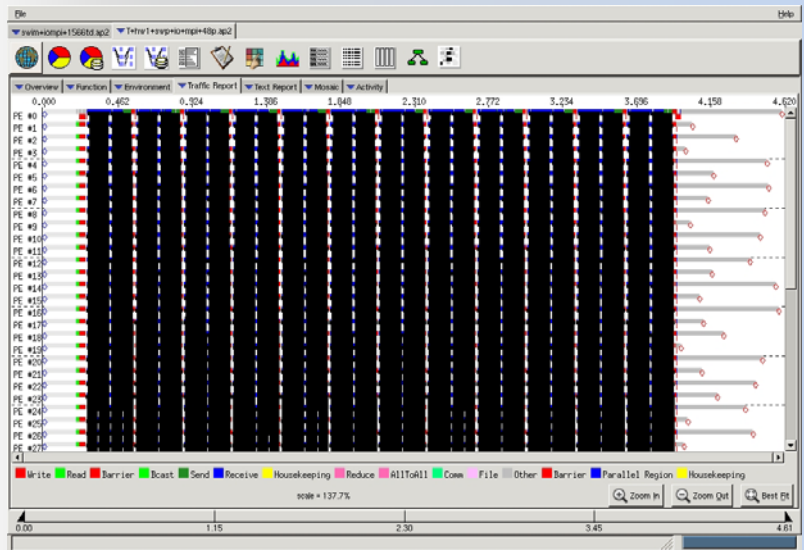 File Help
swim+iompi+1566td.ap2 T+hw1+swp+io+mpi+48p.ap2
Overview Function Environment Traffic Report Text Report Mosaic Activity
0.000 0.462 0.924 1.386 1.848 2.310 2.772 3.234 3.696 4.158 4.620
PE #0
PE #1
PE #2
PE #3
PE #4
PE #5
PE #6
PE #7
PE #8
PE #9
PE #10
PE #11
PE #12
PE #13
PE #14
PE #15
PE #16
PE #17
PE #18
PE #19
PE #20
PE #21
PE #22
PE #23
PE #24
PE #25
PE #26
PE #27
Write Read Barrier Bcast Send Receive Housekeeping Reduce AllToAll Comm File Other Barrier Parallel Region Housekeeping
scale = 137.7% Zoom In Zoom Out Best Fit
0.00 1.15 2.30 3.45 4.61